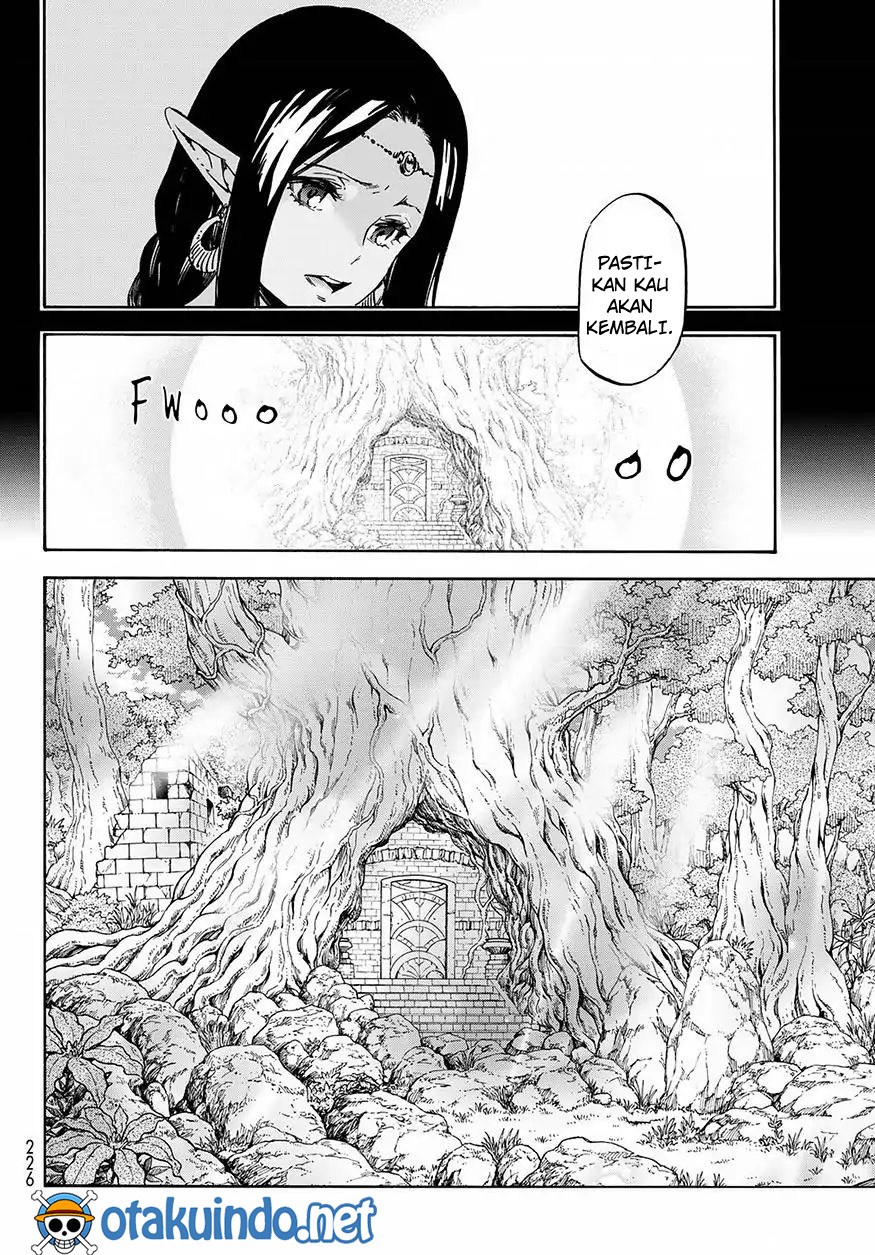 PASTI-
KAN KAU
AKAN
KEMBALI.
FWOOO
OO
226
otakuindo.net